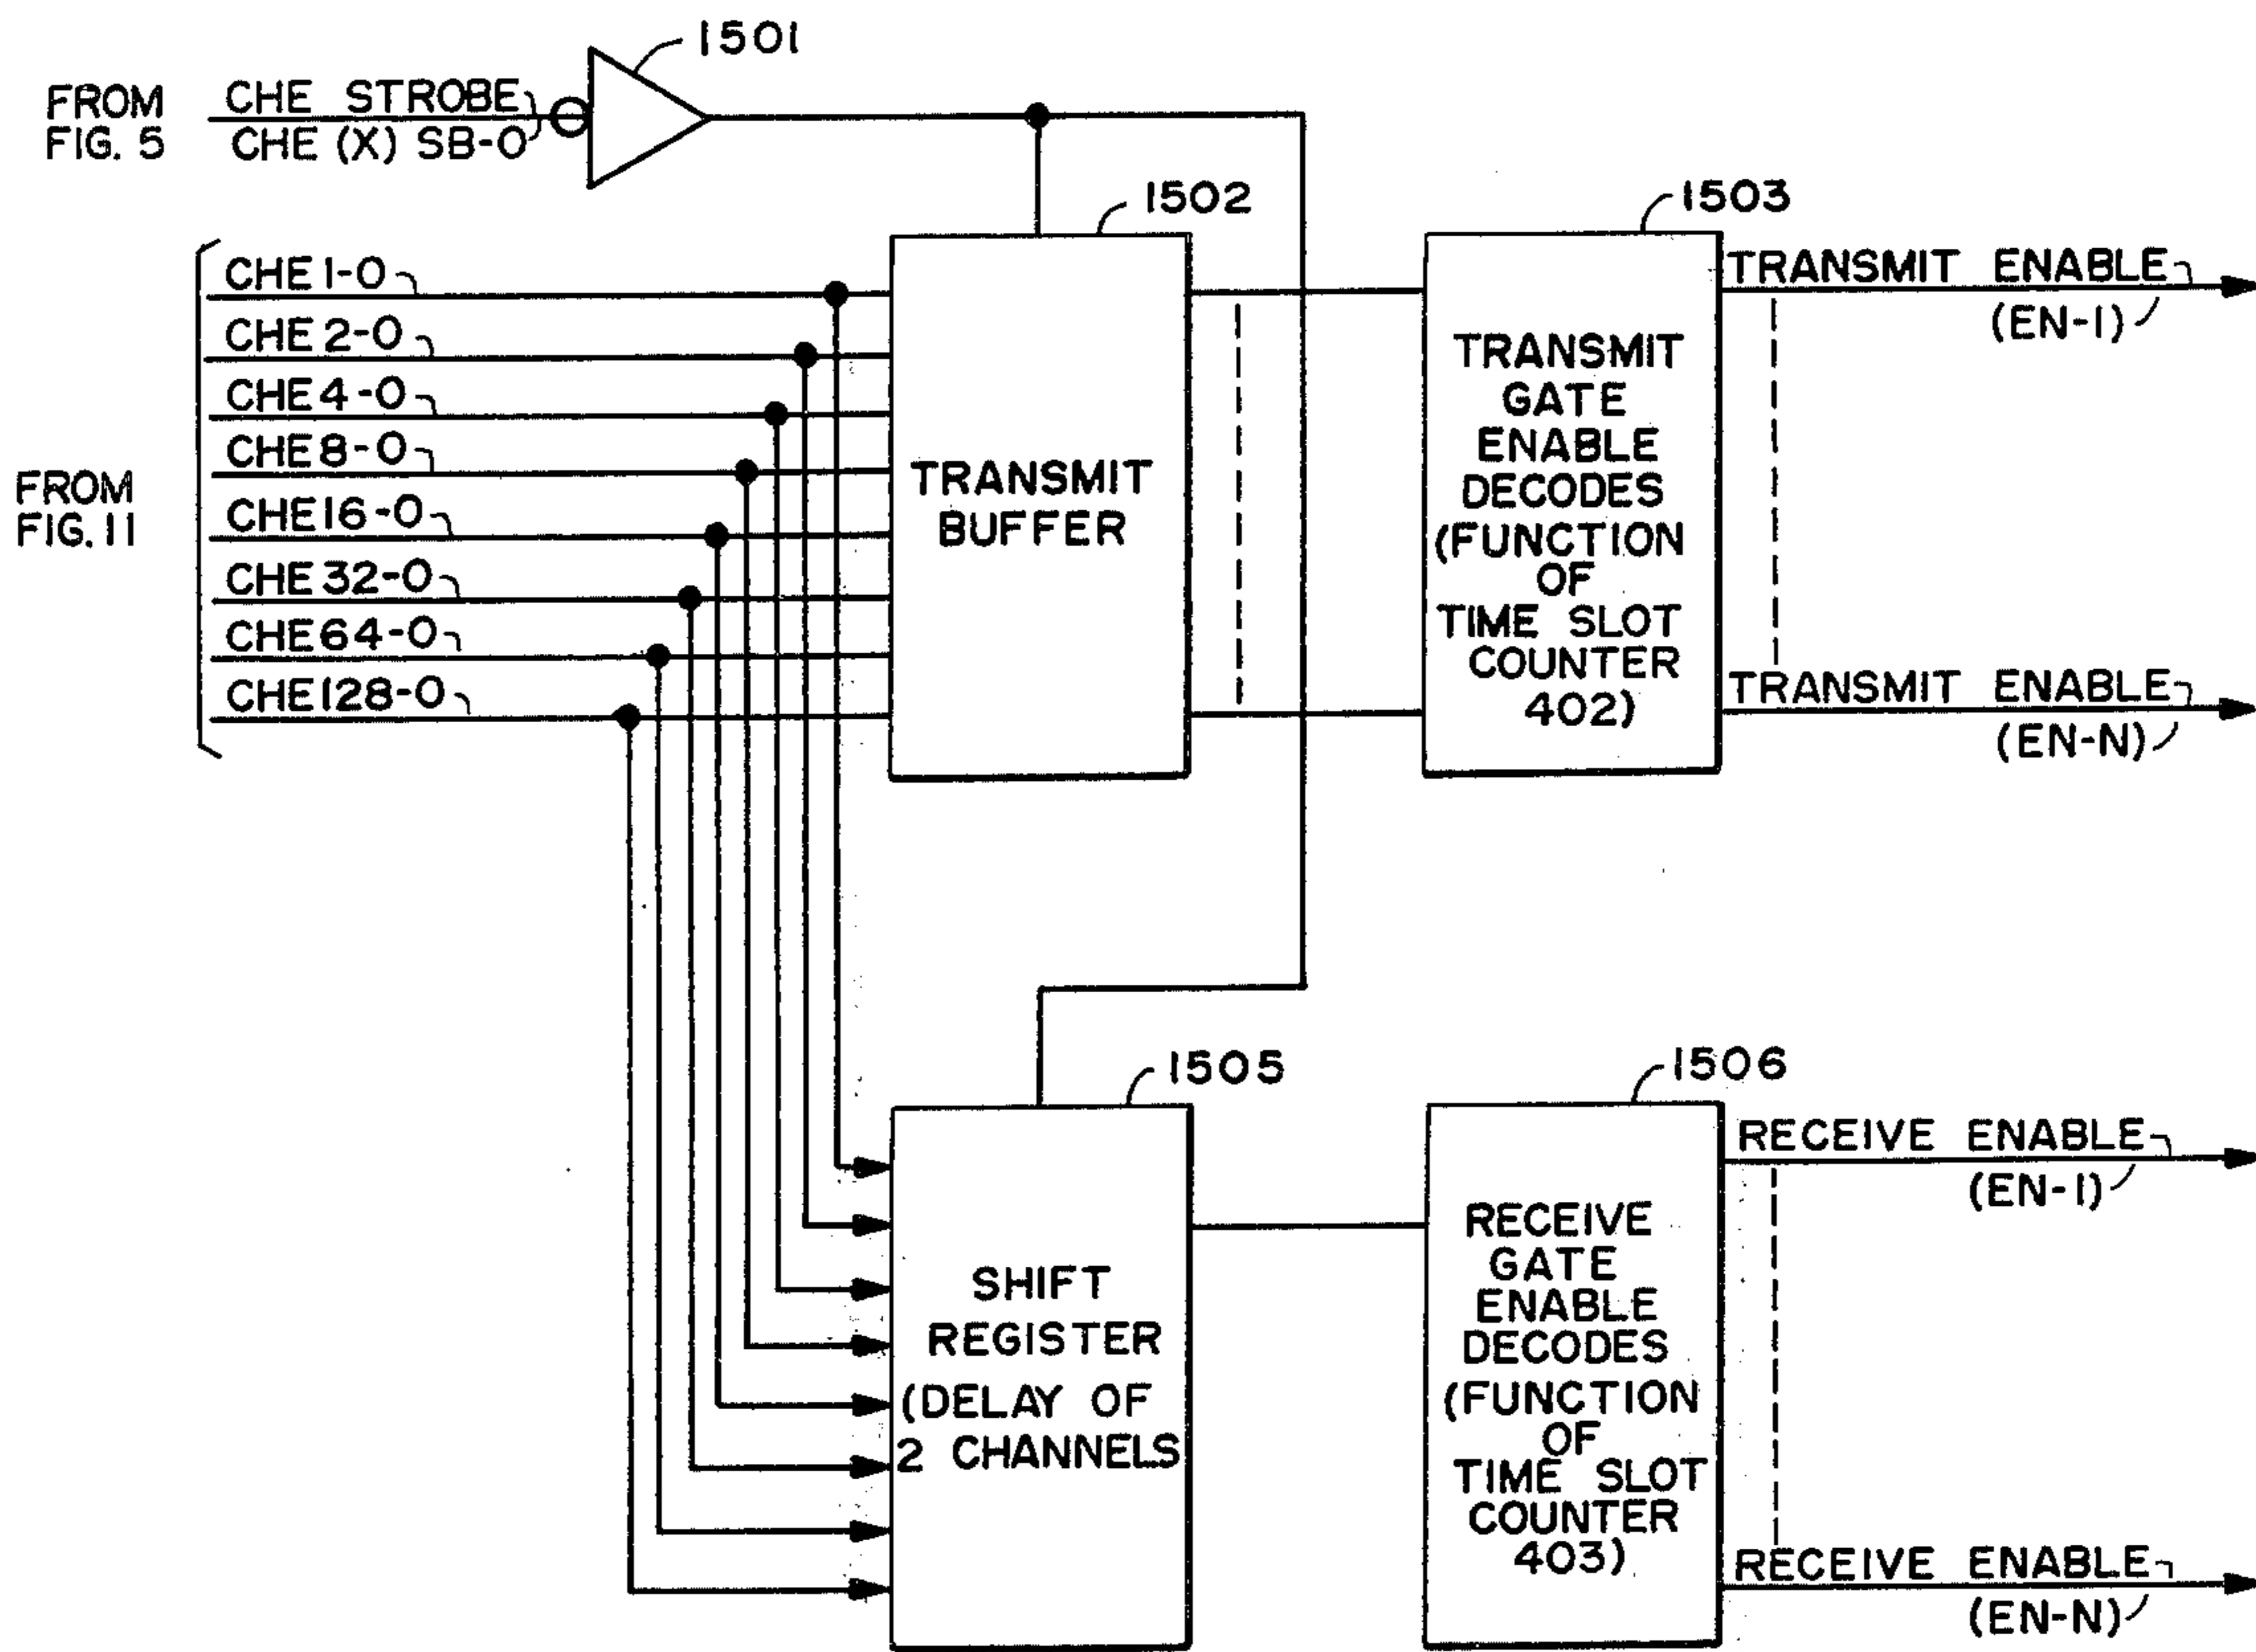 1501
FROM
FIG. 5
CHE STROBE
CHE (X) SB-0
1502
1503
FROM
FIG. 11
CHE 1-0
CHE 2-0
CHE 4-0
CHE 8-0
CHE 16-0
CHE 32-0
CHE 64-0
CHE 128-0
TRANSMIT
BUFFER
TRANSMIT
GATE
ENABLE
DECODES
(FUNCTION
OF
TIME SLOT
COUNTER
402)
TRANSMIT ENABLE
(EN-1)
TRANSMIT ENABLE
(EN-N)
1505
1506
SHIFT
REGISTER
(DELAY OF
2 CHANNELS
RECEIVE
GATE
ENABLE
DECODES
(FUNCTION
OF
TIME SLOT
COUNTER
403)
RECEIVE ENABLE
(EN-1)
RECEIVE ENABLE
(EN-N)